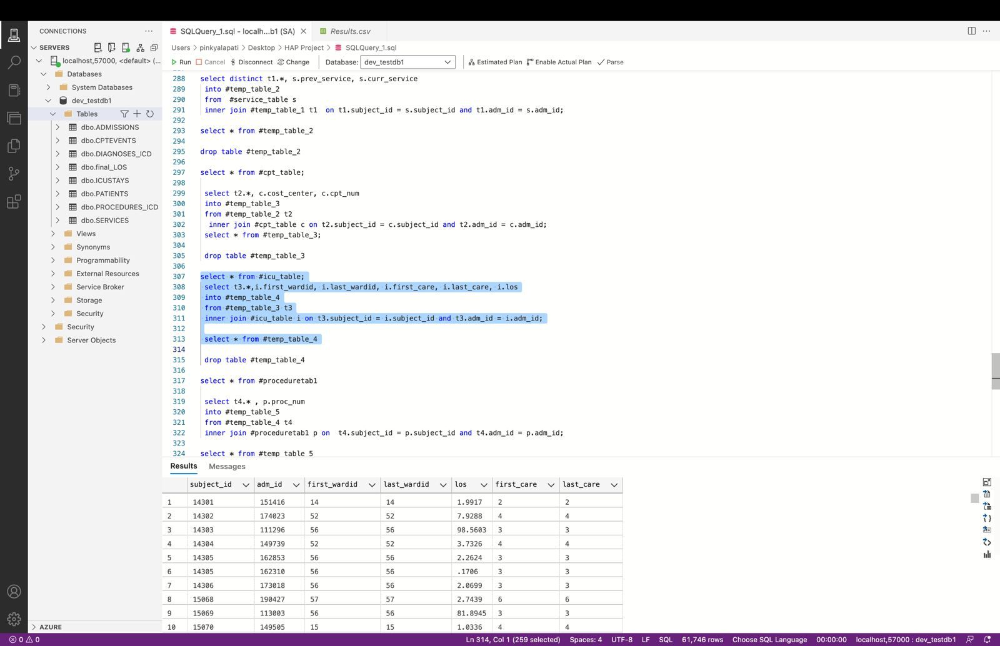 CONNECTIONS ···
SERVERS
localhost,57000, <default> (...
Databases
System Databases
dev_testdb1
Tables
dbo.ADMISSIONS
dbo.CPTEVENTS
dbo.DIAGNOSES_ICD
dbo.final_LOS
dbo.ICUSTAYS
dbo.PATIENTS
dbo.PROCEDURES_ICD
dbo.SERVICES
Views
Synonyms
Programmability
External Resources
Service Broker
Storage
Security
Security
Server Objects
AZURE
SQLQuery_1.sql - localh...b1 (SA) Results.csv
Users > pinkyalapati > Desktop > HAP Project > SQLQuery_1.sql
Run Cancel Disconnect Change Database: dev_testdb1 Estimated Plan Enable Actual Plan Parse
288 select distinct t1.*, s.prev_service, s.curr_service
289 into #temp_table_2
290 from  #service_table s
291 inner join #temp_table_1 t1  on t1.subject_id = s.subject_id and t1.adm_id = s.adm_id;
292
293 select * from #temp_table_2
294
295 drop table #temp_table_2
296
297 select * from #cpt_table;
298
299 select t2.*, c.cost_center, c.cpt_num
300 into #temp_table_3
301 from #temp_table_2 t2
302 inner join #cpt_table c on t2.subject_id = c.subject_id and t2.adm_id = c.adm_id;
303 select * from #temp_table_3;
304
305 drop table #temp_table_3
306
307 select * from #icu_table;
308 select t3.*,i.first_wardid, i.last_wardid, i.first_care, i.last_care, i.los
309 into #temp_table_4
310 from #temp_table_3 t3
311 inner join #icu_table i on t3.subject_id = i.subject_id and t3.adm_id = i.adm_id;
312
313 select * from #temp_table_4
314
315 drop table #temp_table_4
316
317 select * from #proceduretab1
318
319 select t4.* , p.proc_num
320 into #temp_table_5
321 from #temp_table_4 t4
322 inner join #proceduretab1 p on  t4.subject_id = p.subject_id and t4.adm_id = p.adm_id;
323
324 select * from #temp_table_5
Results Messages
subject_id adm_id first_wardid last_wardid los first_care last_care
1 14301 151416 14 14 1.9917 2 2
2 14302 174023 52 52 7.9288 4 4
3 14303 111296 56 56 98.5603 3 3
4 14304 149739 52 52 3.7326 4 4
5 14305 162853 56 56 2.2624 3 3
6 14305 162310 56 56 .1706 3 3
7 14306 173018 56 56 2.0699 3 3
8 15068 190427 57 57 2.7439 6 6
9 15069 113003 56 56 81.8945 3 3
10 15070 149505 15 15 1.0336 4 4
0 0 Ln 314, Col 1 (259 selected) Spaces: 4 UTF-8 LF SQL 61,746 rows Choose SQL Language 00:00:00 localhost,57000 : dev_testdb1